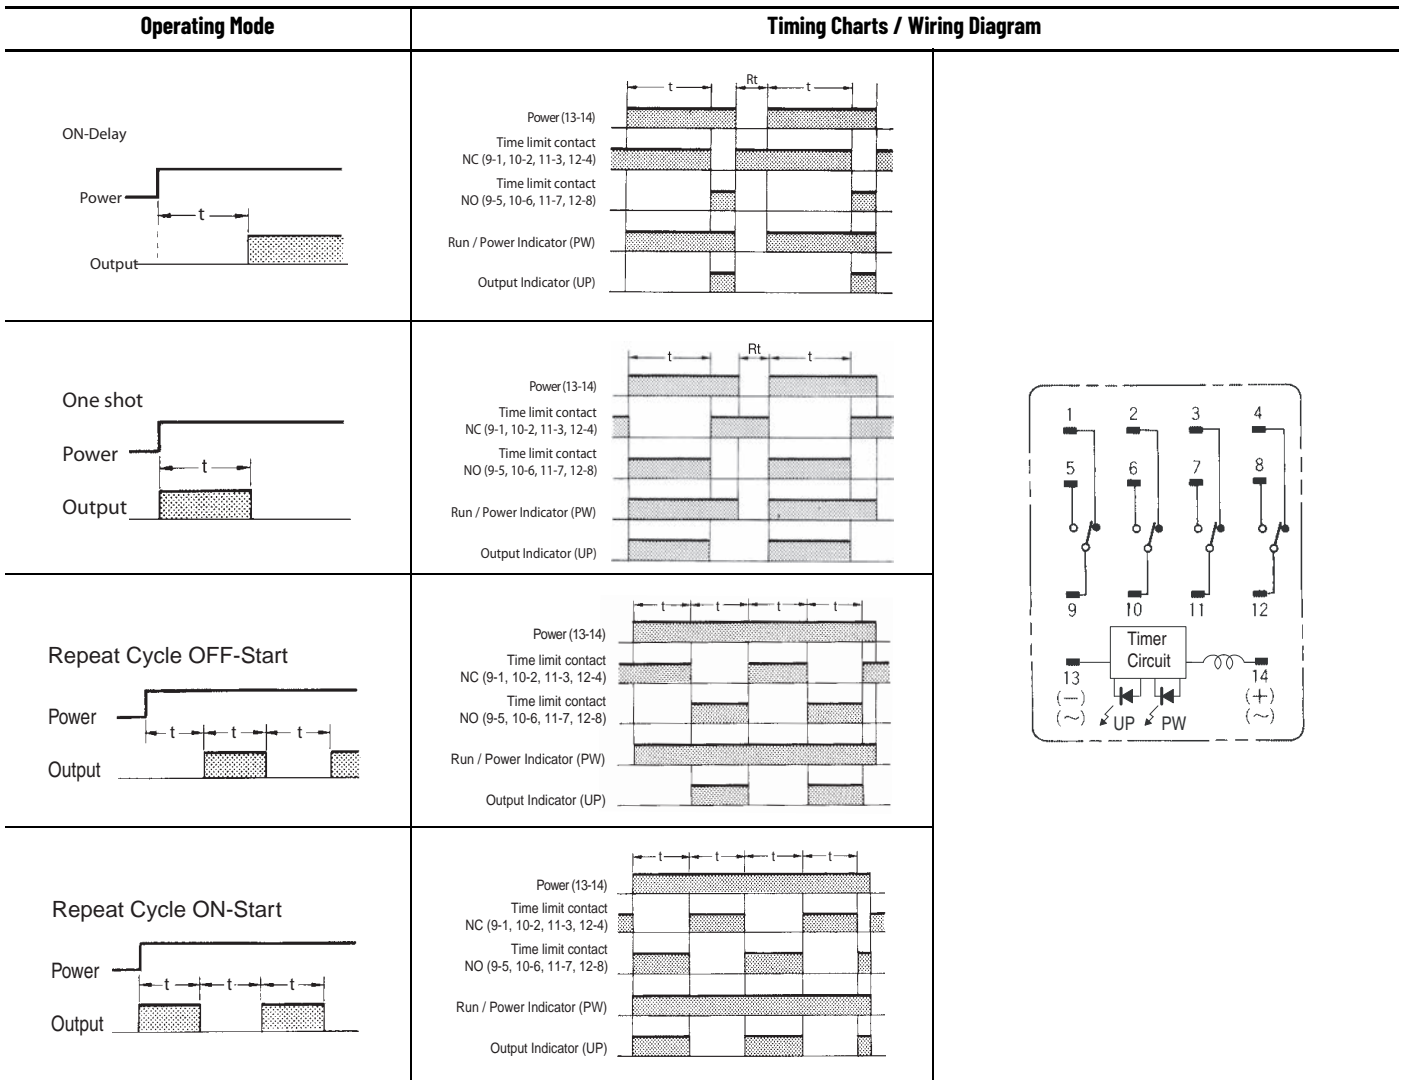 Operating Mode
Timing Charts / Wiring Diagram
ON-Delay
Power
t
Output
t
Rt
t
Power (13-14)
Time limit contact
NC (9-1, 10-2, 11-3, 12-4)
Time limit contact
NO (9-5, 10-6, 11-7, 12-8)
Run / Power Indicator (PW)
Output Indicator (UP)
One shot
Power
t
Output
t
Rt
t
Power (13-14)
Time limit contact
NC (9-1, 10-2, 11-3, 12-4)
Time limit contact
NO (9-5, 10-6, 11-7, 12-8)
Run / Power Indicator (PW)
Output Indicator (UP)
Repeat Cycle OFF-Start
Power
t t t
Output
t t t t
Power (13-14)
Time limit contact
NC (9-1, 10-2, 11-3, 12-4)
Time limit contact
NO (9-5, 10-6, 11-7, 12-8)
Run / Power Indicator (PW)
Output Indicator (UP)
Repeat Cycle ON-Start
Power
t t t
Output
t t t t
Power (13-14)
Time limit contact
NC (9-1, 10-2, 11-3, 12-4)
Time limit contact
NO (9-5, 10-6, 11-7, 12-8)
Run / Power Indicator (PW)
Output Indicator (UP)
1 2 3 4
5 6 7 8
9 10 11 12
Timer
Circuit
13 14
(−) (+)
(~) (~)
UP PW